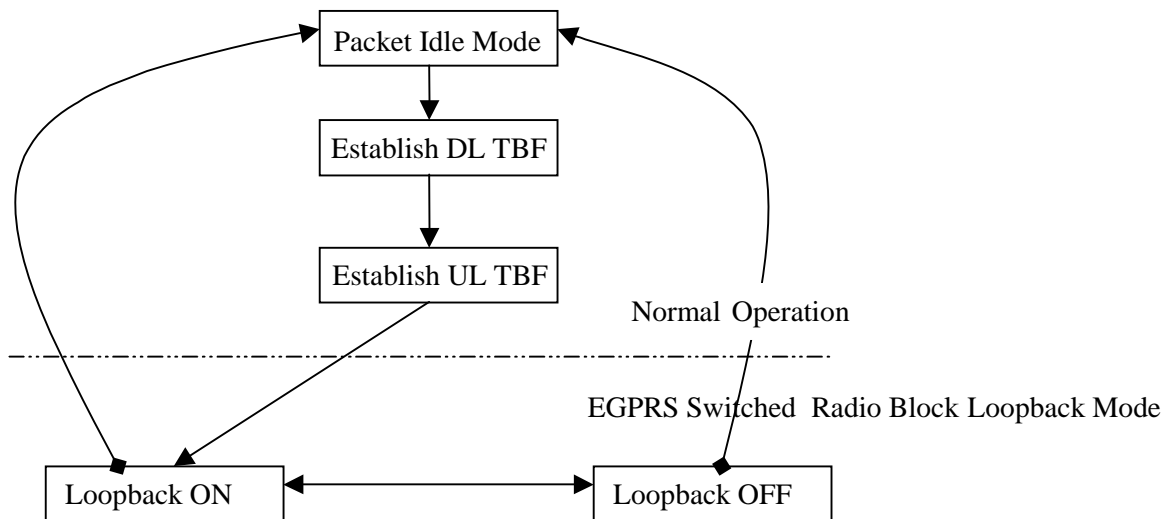 Packet Idle Mode
Establish DL TBF
Establish UL TBF
Normal Operation
EGPRS Switched Radio Block Loopback Mode
Loopback ON
Loopback OFF